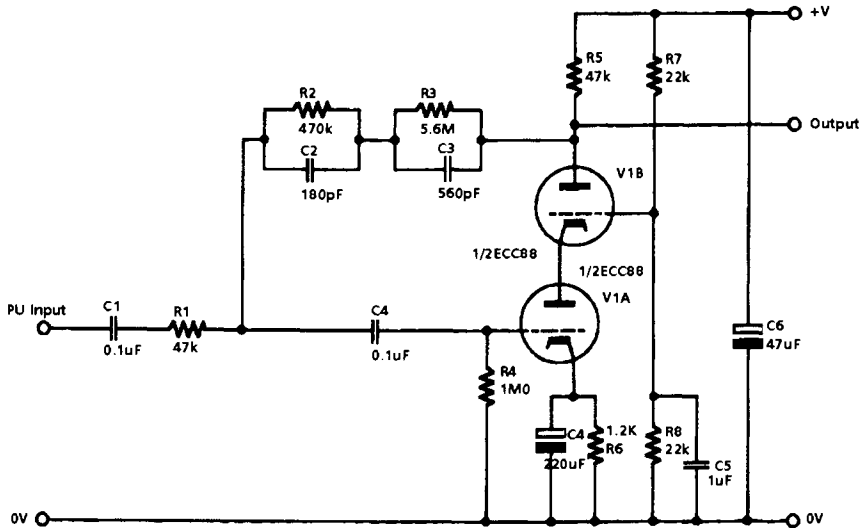 +V
R5
47k
R7
22k
R2
470k
R3
5.6M
Output
C2
180pF
C3
560pF
V1B
1/2ECC88
1/2ECC88
V1A
PU Input
C1
0.1uF
R1
47k
C4
0.1uF
C6
47uF
R4
1M0
C4
220uF
1.2K
R6
R8
22k
C5
1uF
0V
0V